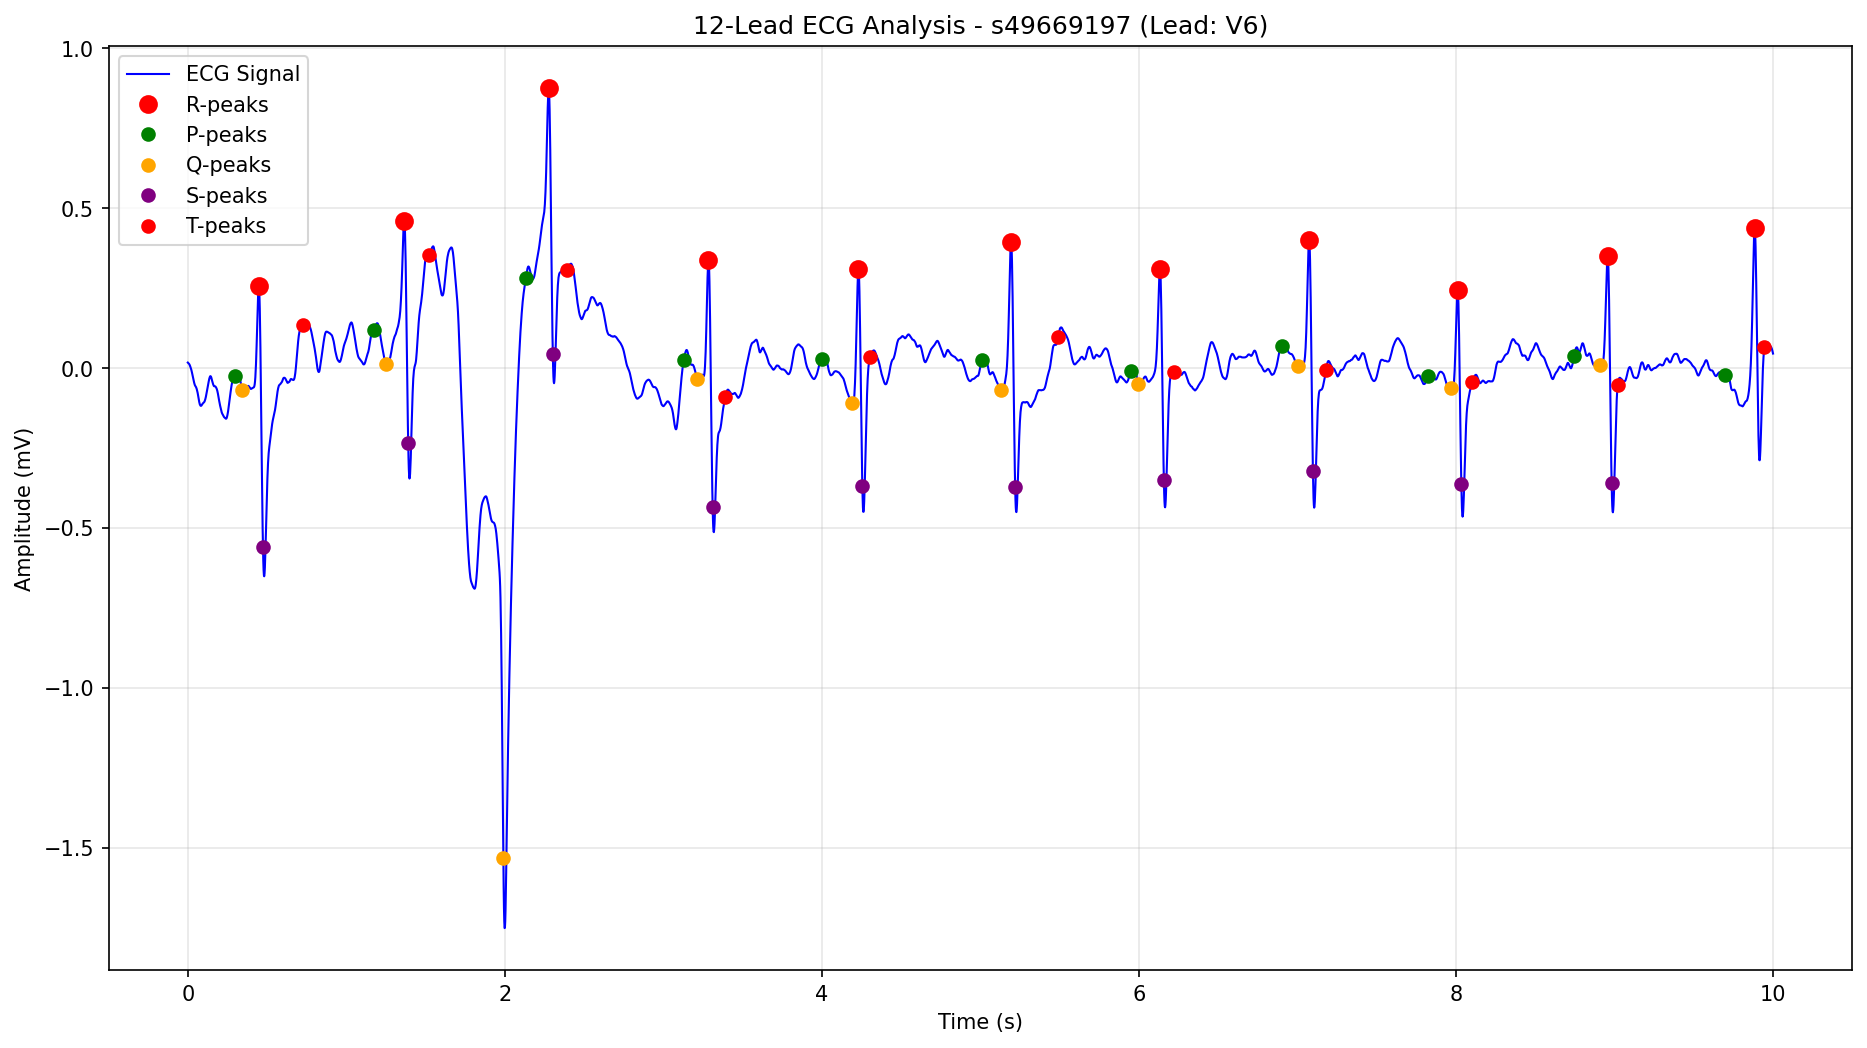 12-Lead ECG Analysis - s49669197 (Lead: V6)
ECG Signal
R-peaks
P-peaks
Q-peaks
S-peaks
T-peaks
1.0
0.5
0.0
−0.5
−1.0
−1.5
Amplitude (mV)
0 2 4 6 8 10
Time (s)